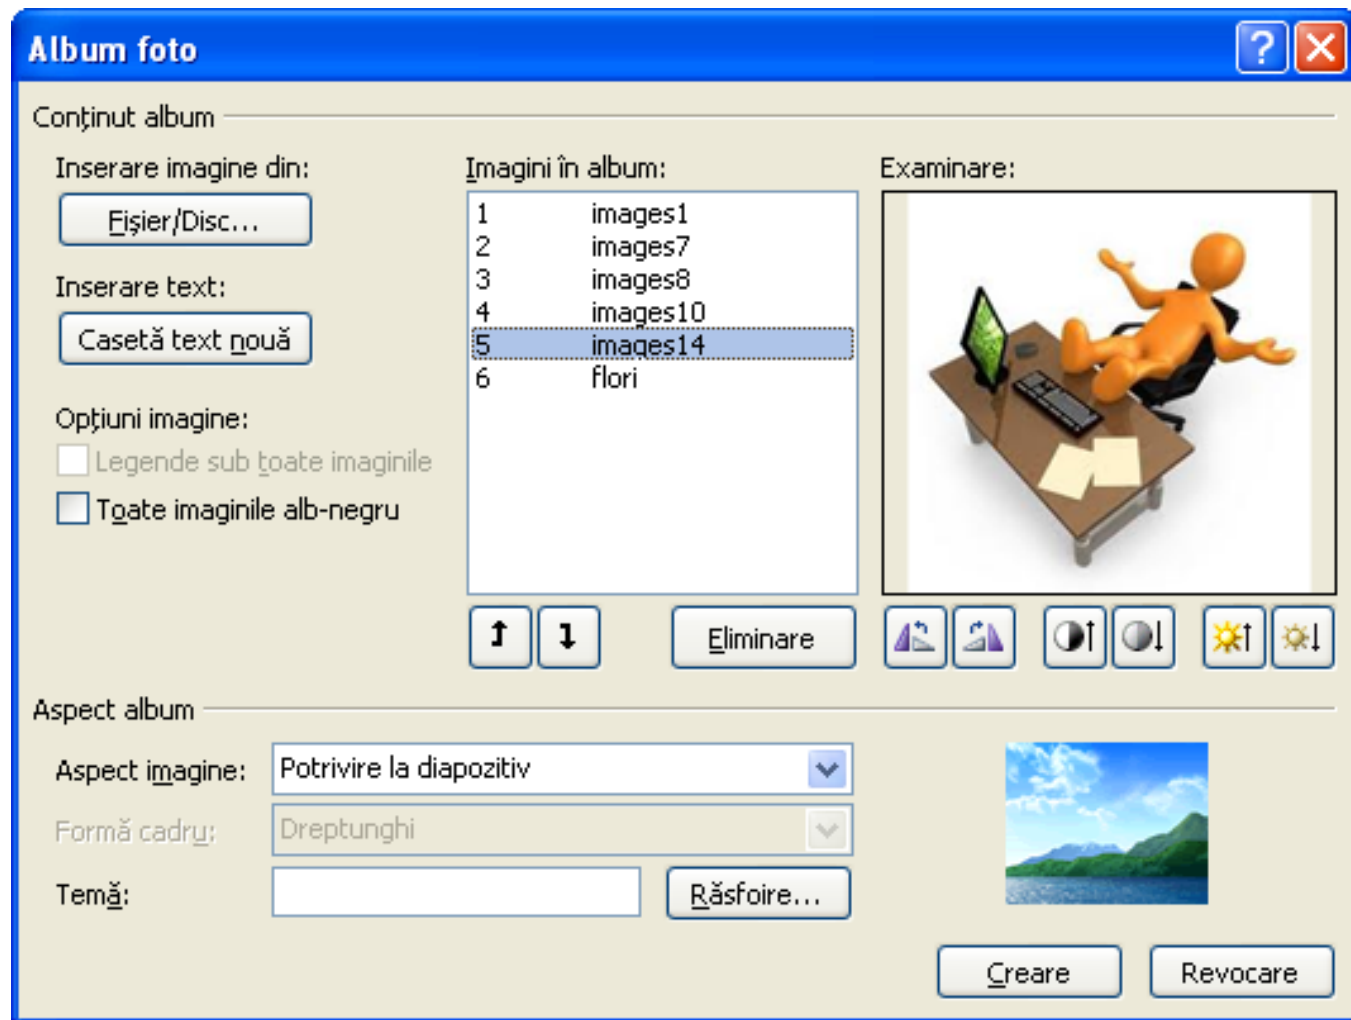 Album foto
Conținut album
Inserare imagine din:
Fișier/Disc...
Inserare text:
Casetă text nouă
Opțiuni imagine:
Legende sub toate imaginile
Toate imaginile alb-negru
Imagini în album:
1 images1
2 images7
3 images8
4 images10
5 images14
6 flori
Eliminare
Examinare:
Aspect album
Aspect imagine: Potrivire la diapozitiv
Formă cadru: Dreptunghi
Temă: Răsfoire...
Creare Revocare